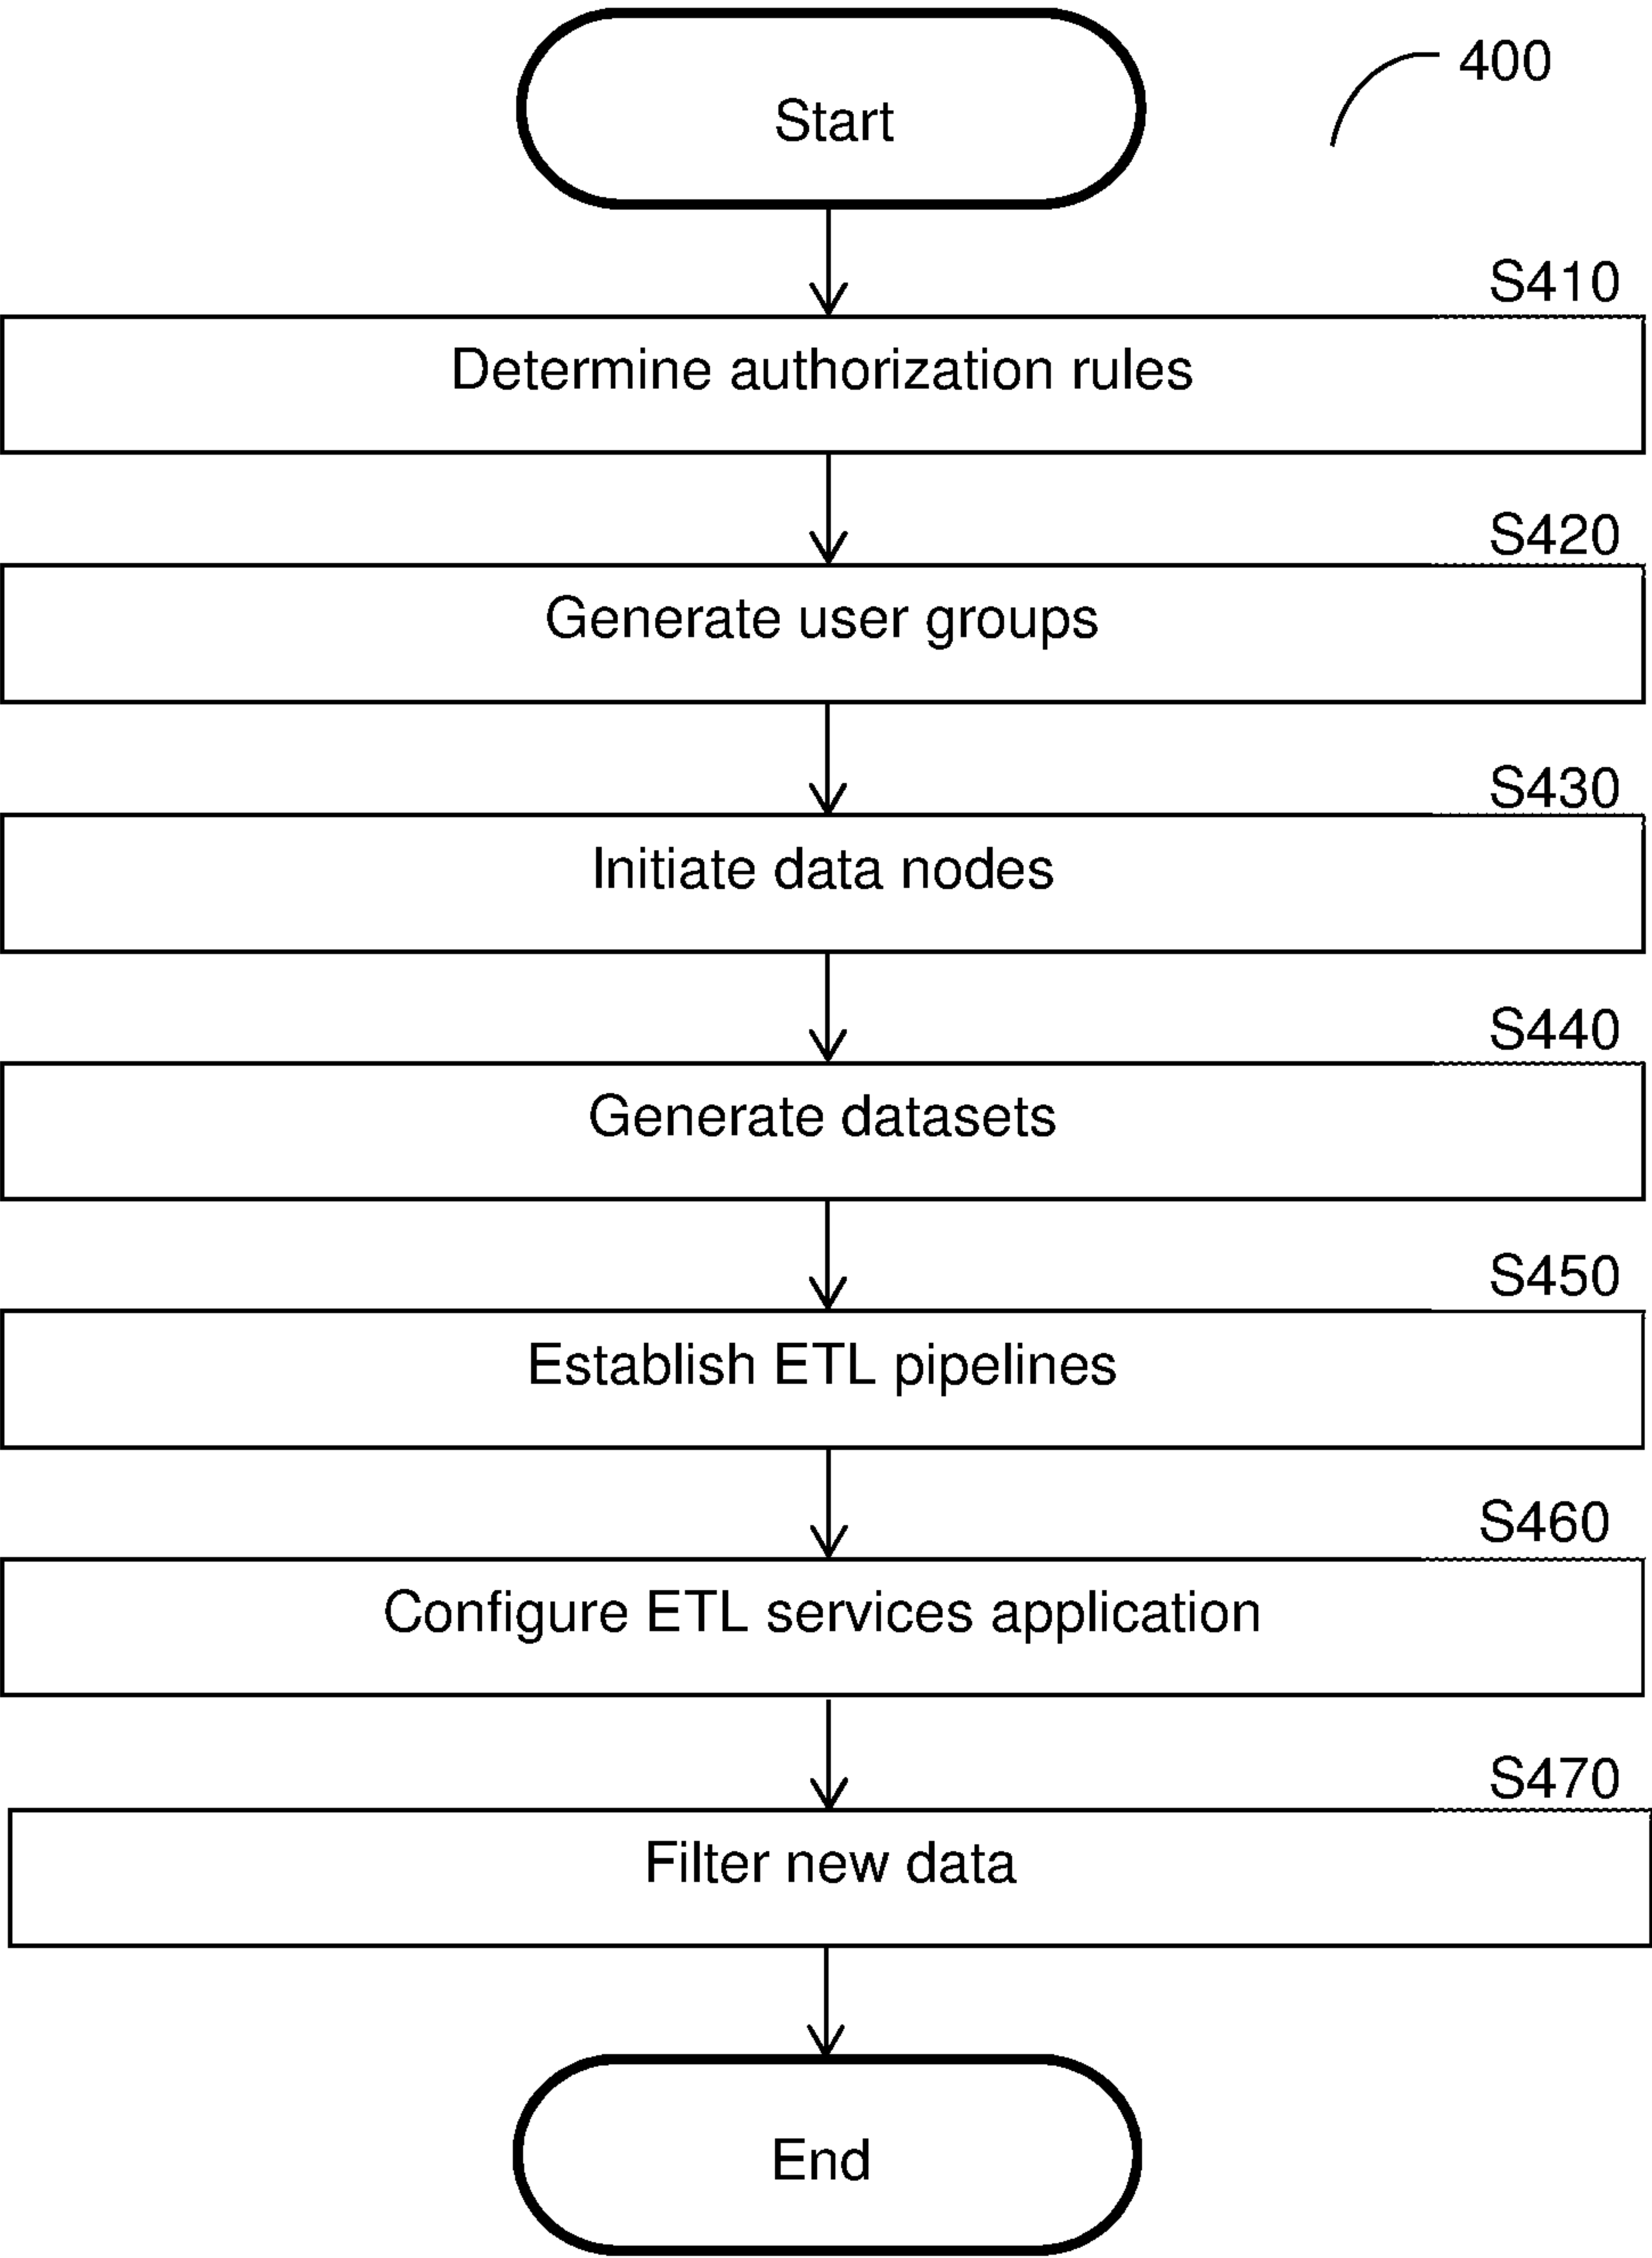 Start
400
S410
Determine authorization rules
S420
Generate user groups
S430
Initiate data nodes
S440
Generate datasets
S450
Establish ETL pipelines
S460
Configure ETL services application
S470
Filter new data
End